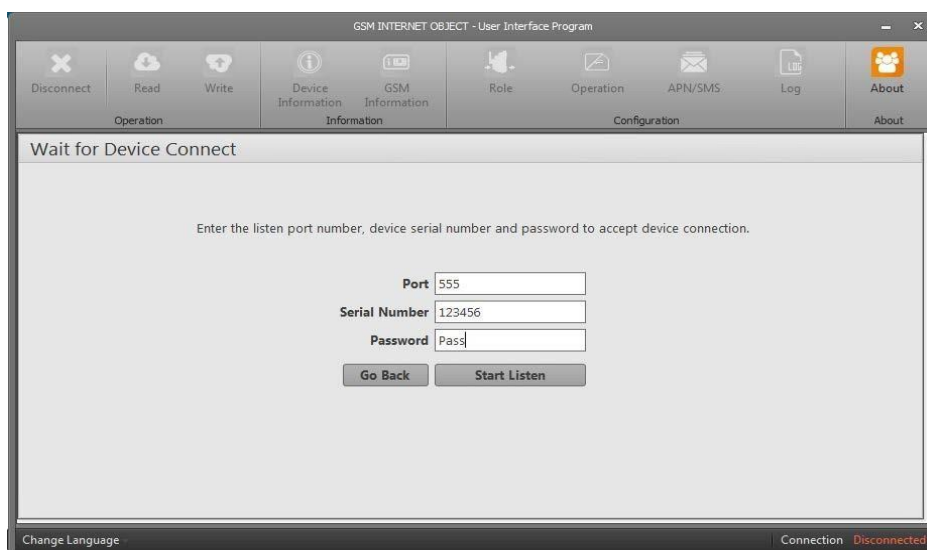 GSM INTERNET OBJECT - User Interface Program
Disconnect
Read
Write
Device
Information
GSM
Information
Role
Operation
APN/SMS
LOG
Log
About
Operation
Information
Configuration
About
Wait for Device Connect
Enter the listen port number, device serial number and password to accept device connection.
Port 555
Serial Number 123456
Password Pass
Go Back Start Listen
Change Language Connection Disconnected